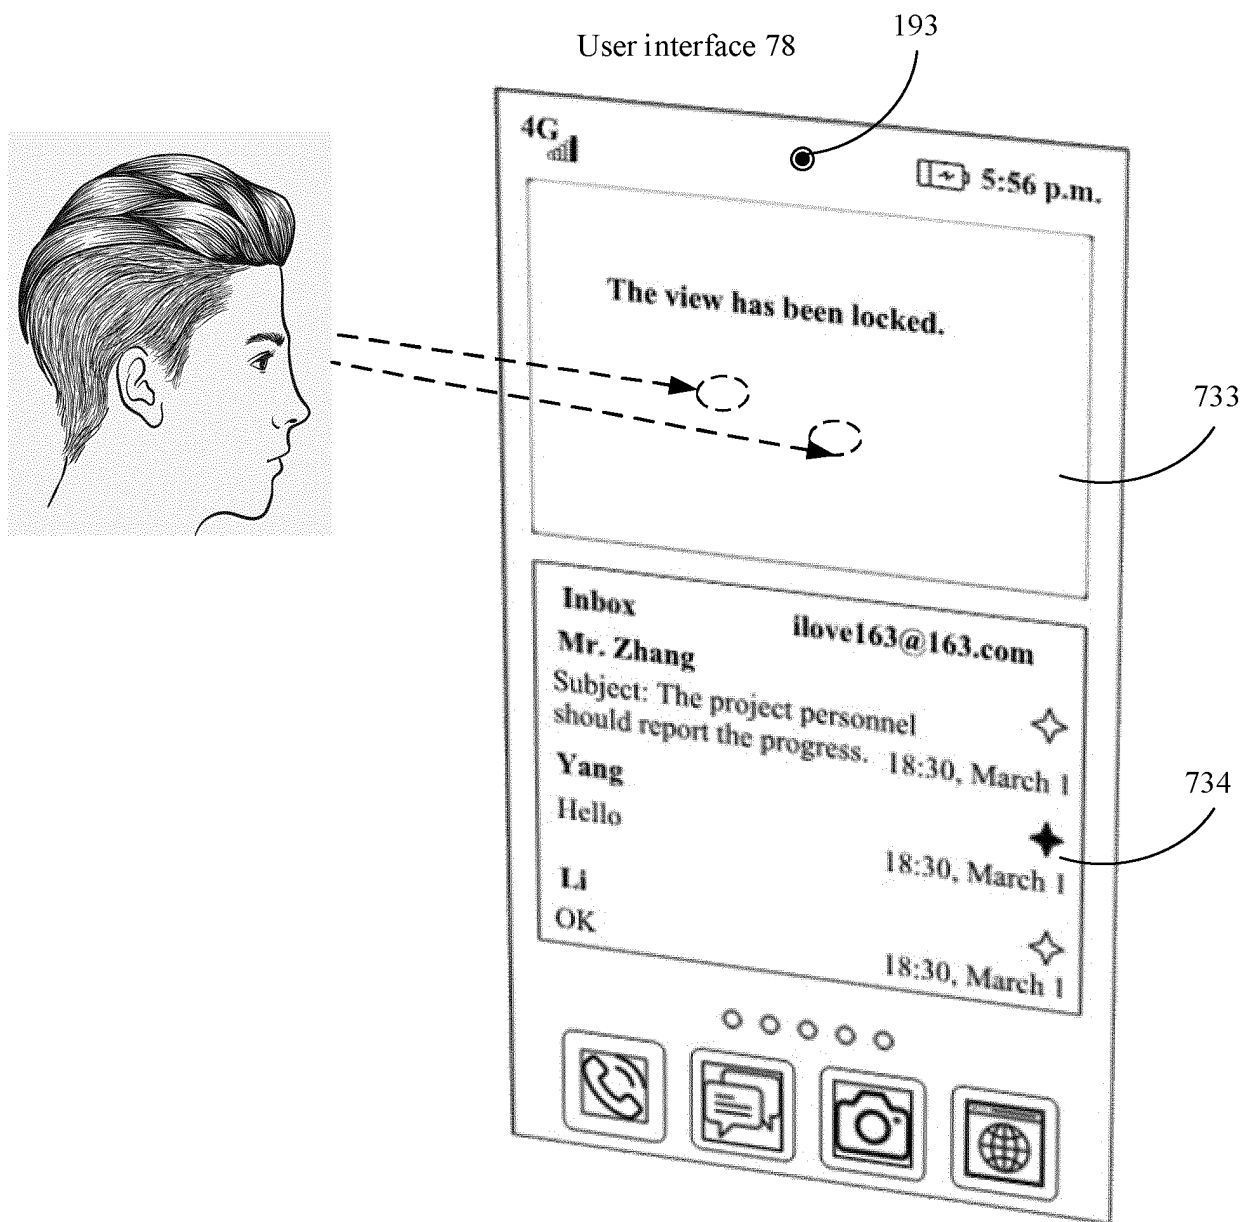 193
User interface 78
4G
5:56 p.m.
The view has been locked.
733
Inbox
ilove163@163.com
Mr. Zhang
Subject: The project personnel
should report the progress.
18:30, March 1
Yang
734
Hello
18:30, March 1
Li
OK
18:30, March 1